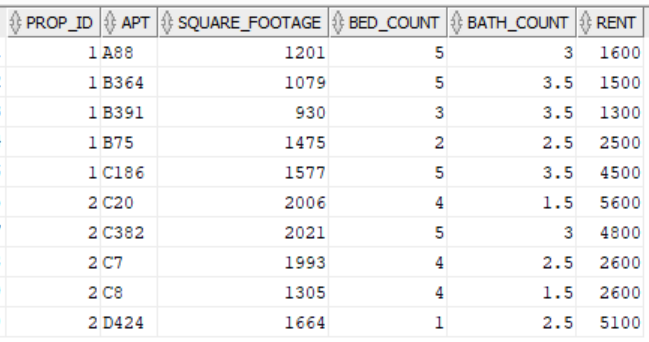 PROP_ID APT SQUARE_FOOTAGE BED_COUNT BATH_COUNT RENT
1 A88 1201 5 3 1600
1 B364 1079 5 3.5 1500
1 B391 930 3 3.5 1300
1 B75 1475 2 2.5 2500
1 C186 1577 5 3.5 4500
2 C20 2006 4 1.5 5600
2 C382 2021 5 3 4800
2 C7 1993 4 2.5 2600
2 C8 1305 4 1.5 2600
2 D424 1664 1 2.5 5100